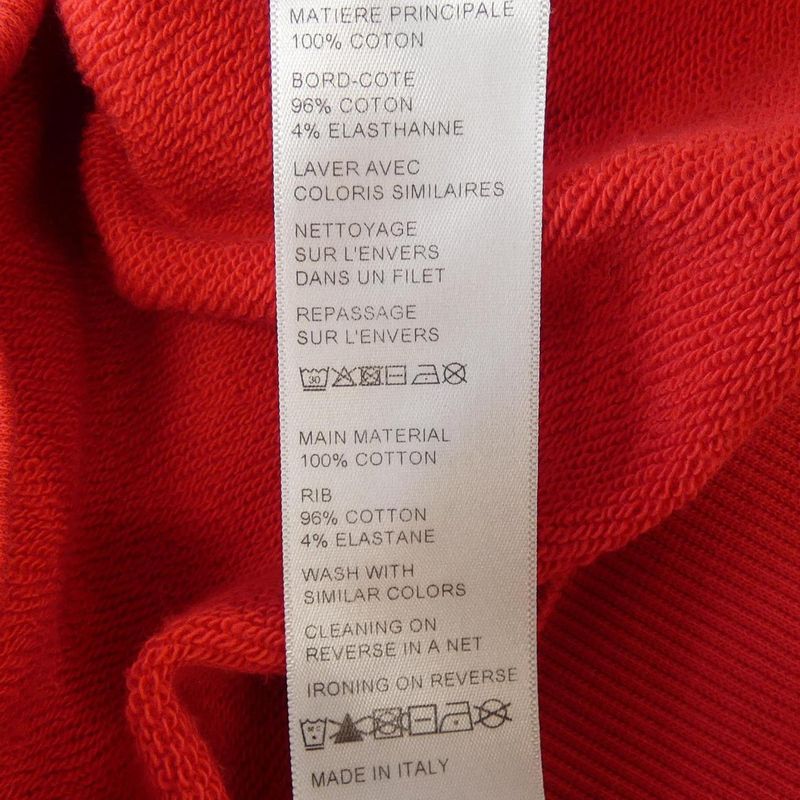 MATIERE PRINCIPALE
100% COTON
BORD-COTE
96% COTON
4% ELASTHANNE
LAVER AVEC
COLORIS SIMILAIRES
NETTOYAGE
SUR L'ENVERS
DANS UN FILET
REPASSAGE
SUR L'ENVERS
30
MAIN MATERIAL
100% COTTON
RIB
96% COTTON
4% ELASTANE
WASH WITH
SIMILAR COLORS
CLEANING ON
REVERSE IN A NET
IRONING ON REVERSE
MADE IN ITALY